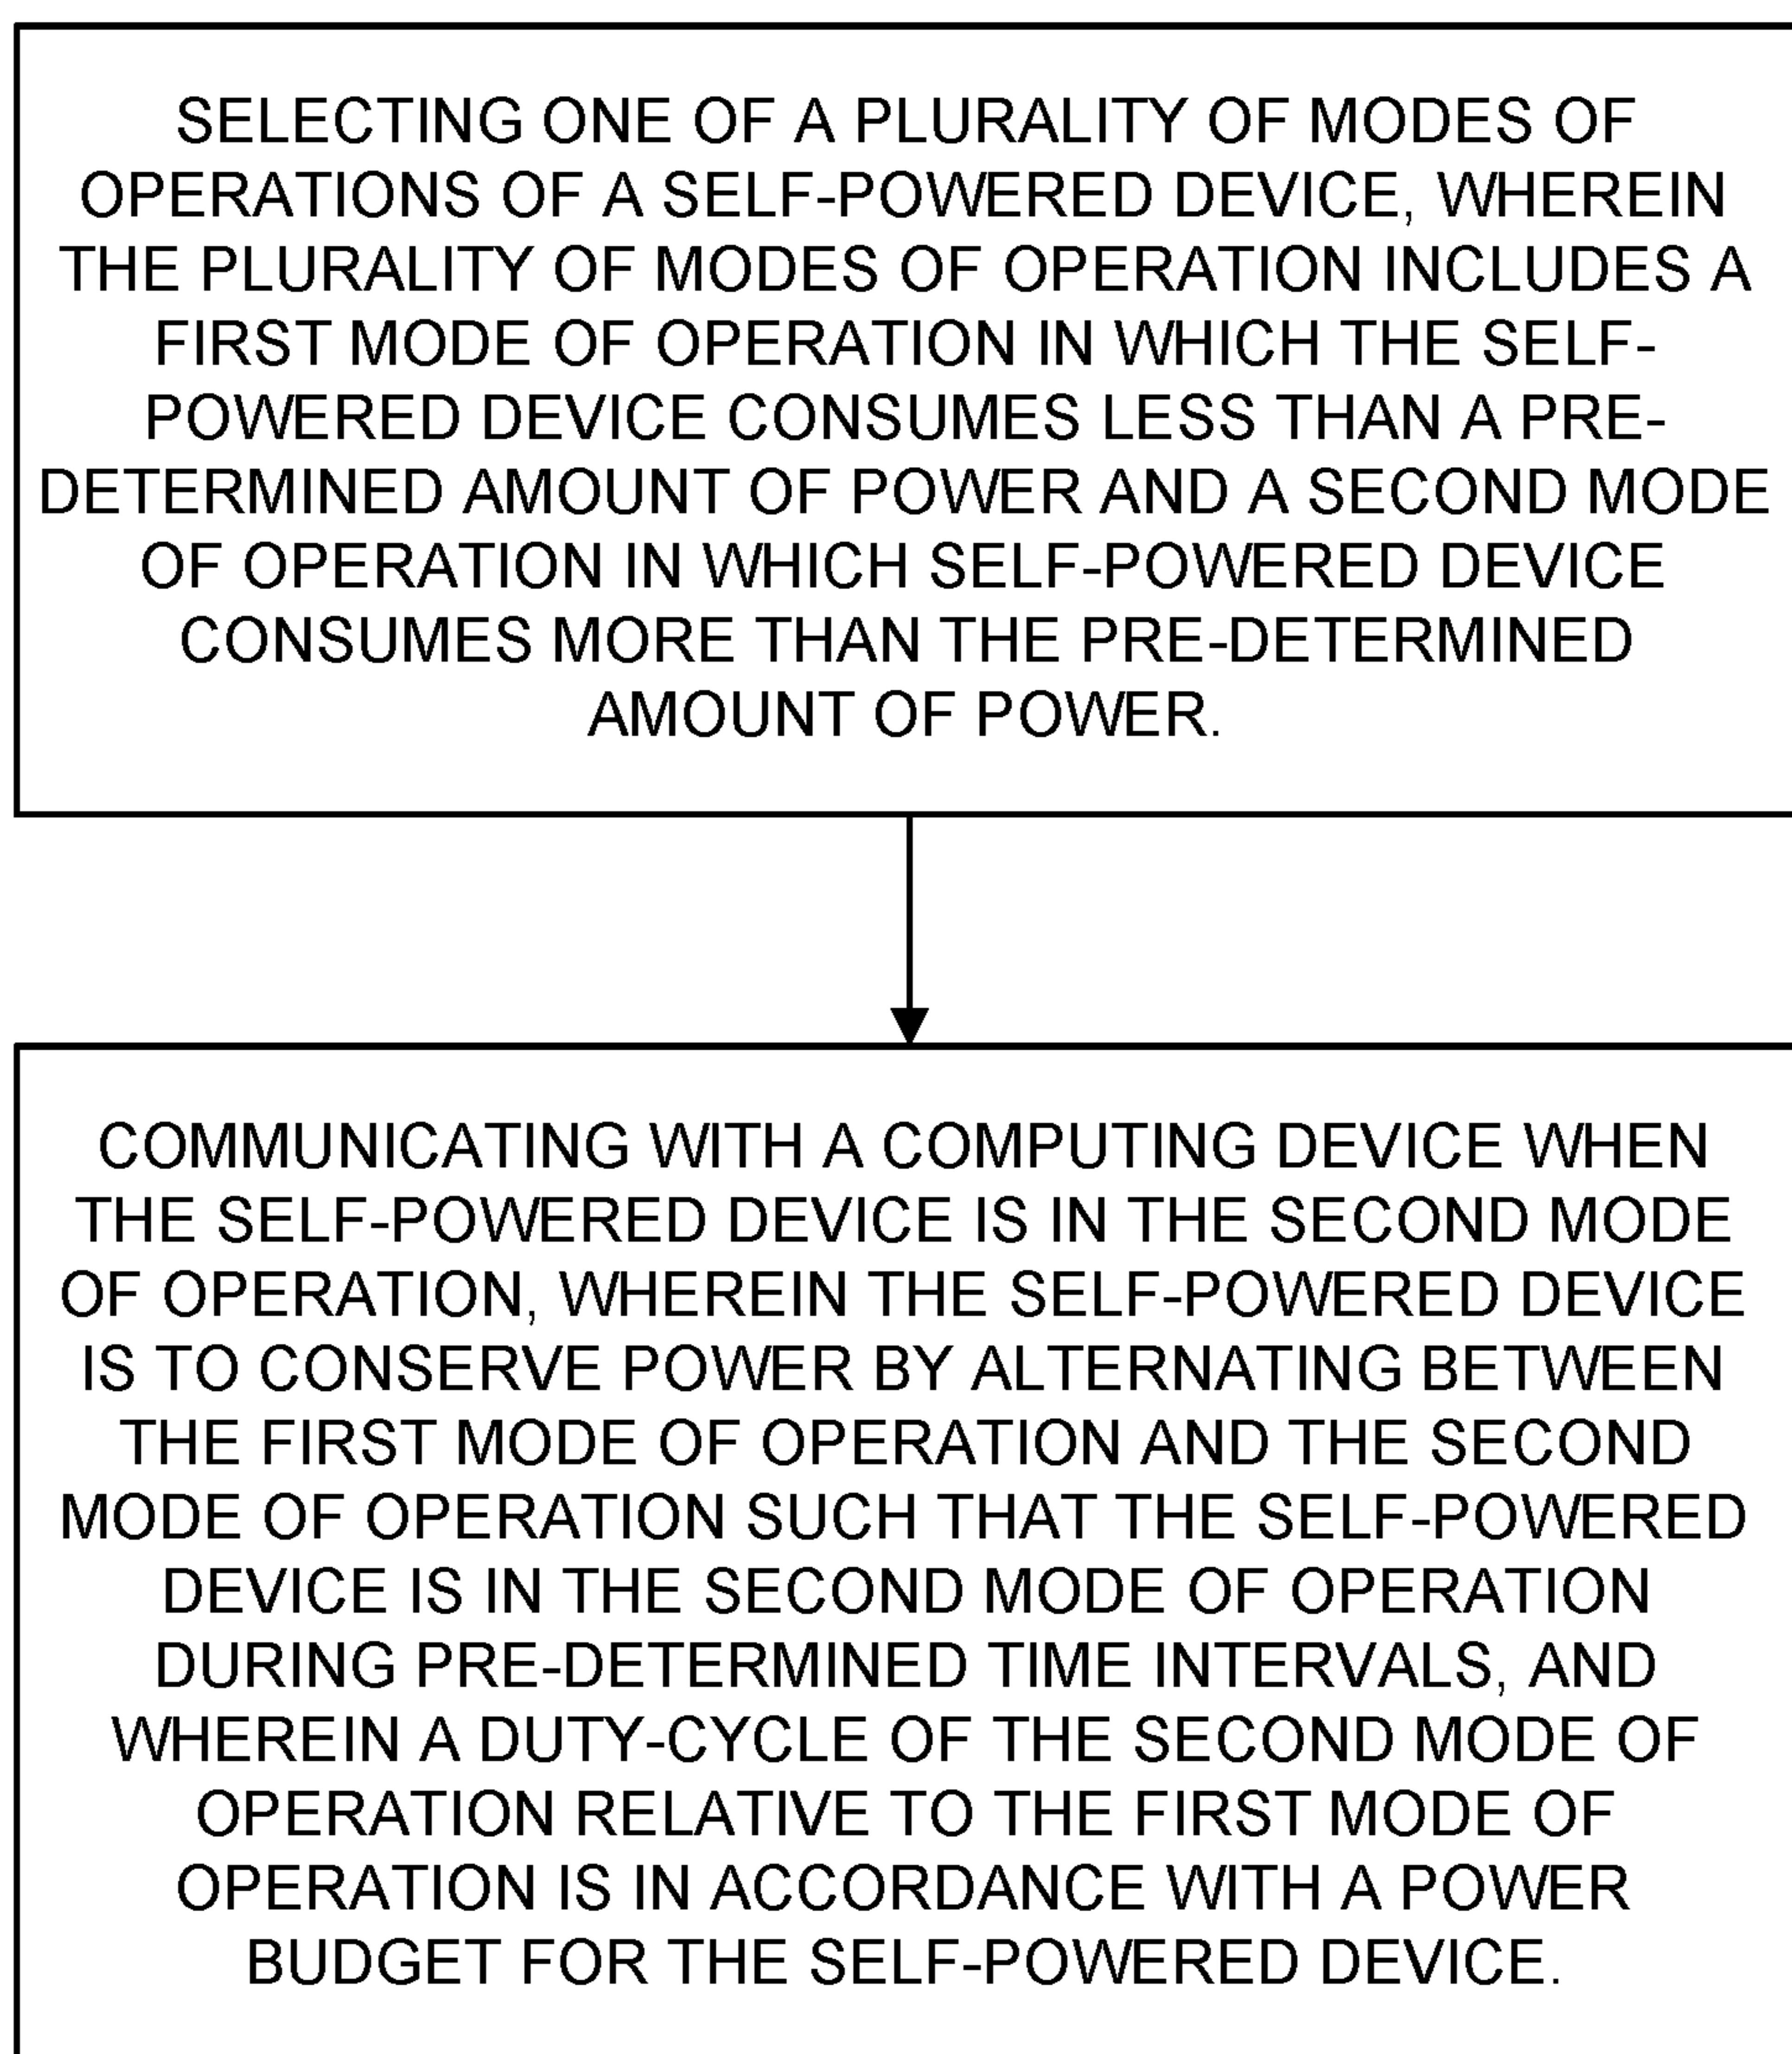 SELECTING ONE OF A PLURALITY OF MODES OF
OPERATIONS OF A SELF-POWERED DEVICE, WHEREIN
THE PLURALITY OF MODES OF OPERATION INCLUDES A
FIRST MODE OF OPERATION IN WHICH THE SELF-
POWERED DEVICE CONSUMES LESS THAN A PRE-
DETERMINED AMOUNT OF POWER AND A SECOND MODE
OF OPERATION IN WHICH SELF-POWERED DEVICE
CONSUMES MORE THAN THE PRE-DETERMINED
AMOUNT OF POWER.
COMMUNICATING WITH A COMPUTING DEVICE WHEN
THE SELF-POWERED DEVICE IS IN THE SECOND MODE
OF OPERATION, WHEREIN THE SELF-POWERED DEVICE
IS TO CONSERVE POWER BY ALTERNATING BETWEEN
THE FIRST MODE OF OPERATION AND THE SECOND
MODE OF OPERATION SUCH THAT THE SELF-POWERED
DEVICE IS IN THE SECOND MODE OF OPERATION
DURING PRE-DETERMINED TIME INTERVALS, AND
WHEREIN A DUTY-CYCLE OF THE SECOND MODE OF
OPERATION RELATIVE TO THE FIRST MODE OF
OPERATION IS IN ACCORDANCE WITH A POWER
BUDGET FOR THE SELF-POWERED DEVICE.